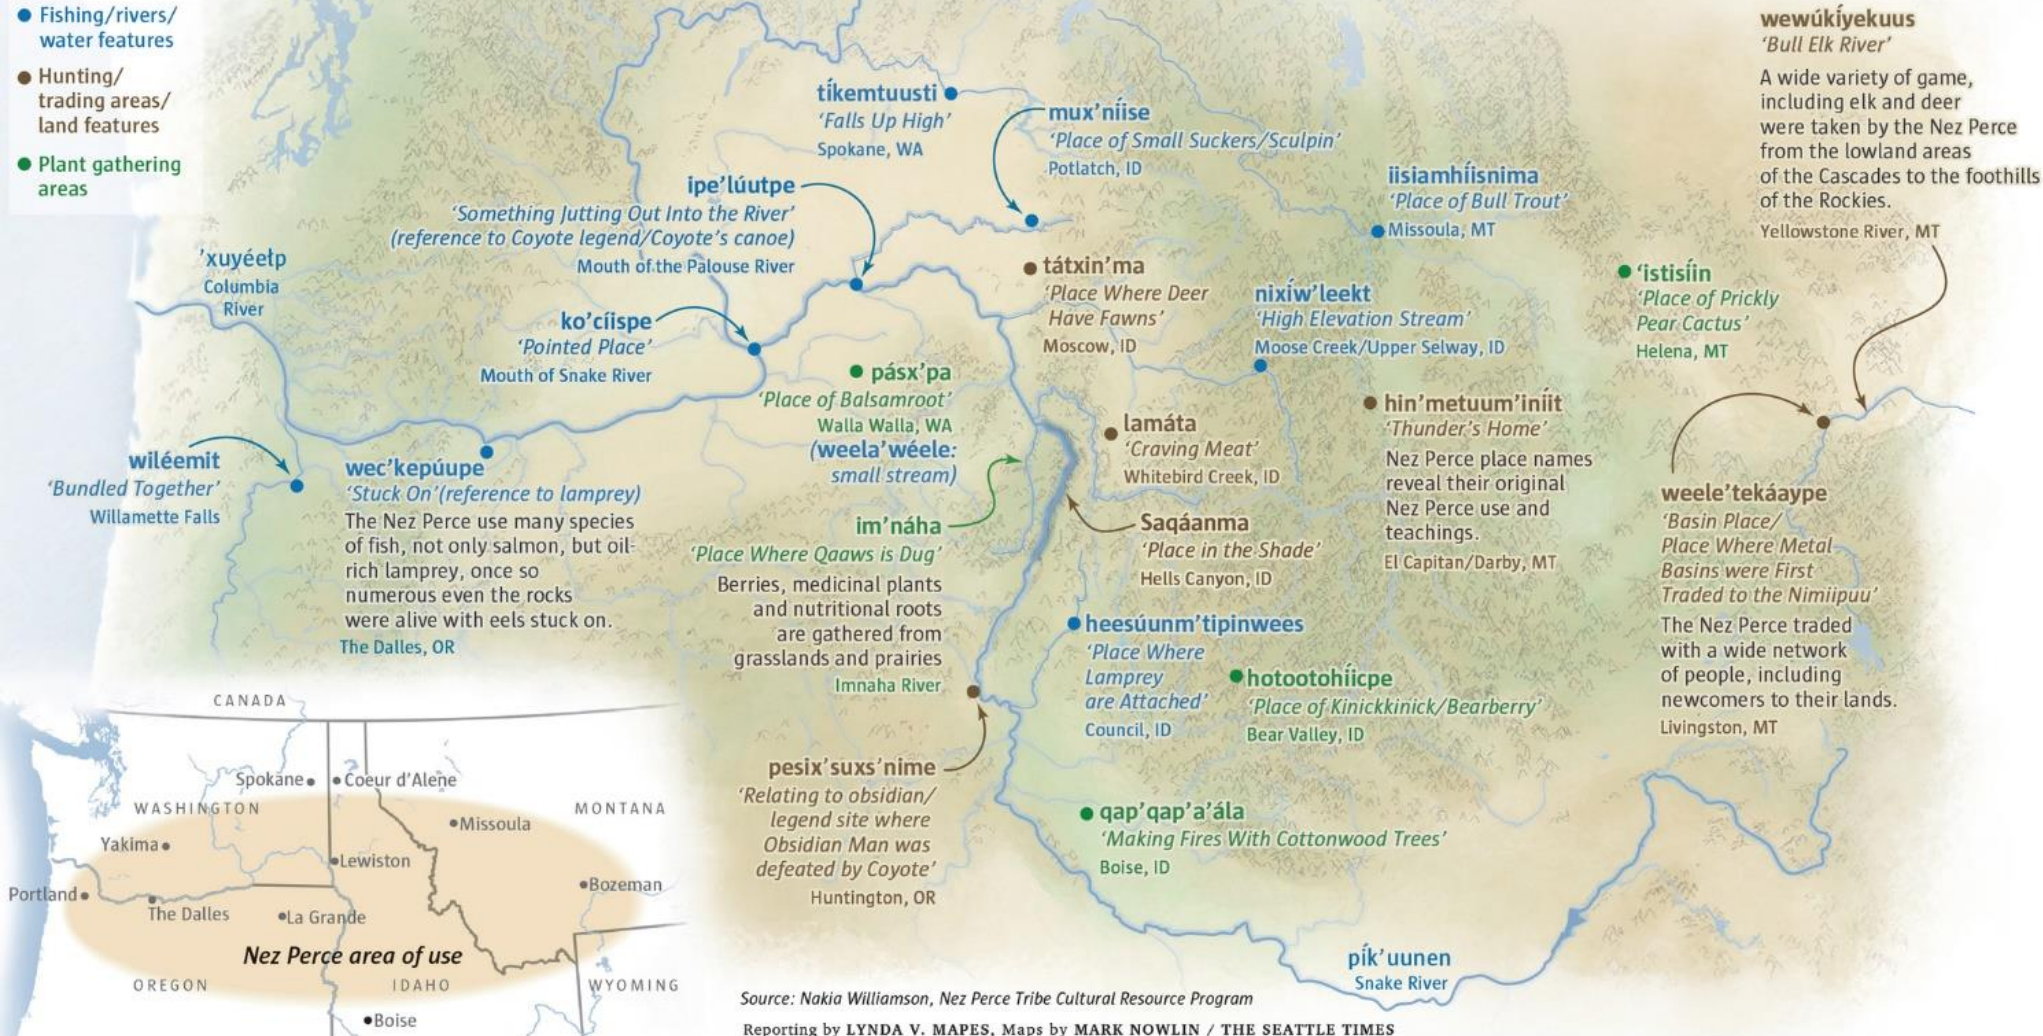 Fishing/rivers/
water features
Hunting/
trading areas/
land features
Plant gathering
areas
tíkemtuusti
‘Falls Up High’
Spokane, WA
mux’níise
‘Place of Small Suckers/Sculpin’
Potlatch, ID
wewúkíyekuus
‘Bull Elk River’
A wide variety of game,
including elk and deer
were taken by the Nez Perce
from the lowland areas
of the Cascades to the foothills
of the Rockies.
Yellowstone River, MT
ipe’lúutpe
‘Something Jutting Out Into the River’
(reference to Coyote legend/Coyote’s canoe)
Mouth of the Palouse River
iisiamhíisnima
‘Place of Bull Trout’
Missoula, MT
’xuyéełp
Columbia
River
tátxin’ma
‘Place Where Deer
Have Fawns’
Moscow, ID
nixíw’leekt
‘High Elevation Stream’
Moose Creek/Upper Selway, ID
‘istisíin
‘Place of Prickly
Pear Cactus’
Helena, MT
ko’cíispe
‘Pointed Place’
Mouth of Snake River
pásx’pa
‘Place of Balsamroot’
Walla Walla, WA
(weela’wéele:
small stream)
lamáta
‘Craving Meat’
Whitebird Creek, ID
hin’metuum’iníit
‘Thunder’s Home’
Nez Perce place names
reveal their original
Nez Perce use and
teachings.
El Capitan/Darby, MT
wiléemit
‘Bundled Together’
Willamette Falls
wec’kepúupe
‘Stuck On’(reference to lamprey)
The Nez Perce use many species
of fish, not only salmon, but oil-
rich lamprey, once so
numerous even the rocks
were alive with eels stuck on.
The Dalles, OR
im’náha
‘Place Where Qaaws is Dug’
Berries, medicinal plants
and nutritional roots
are gathered from
grasslands and prairies
Imnaha River
Saqáanma
‘Place in the Shade’
Hells Canyon, ID
weele’tekáaype
‘Basin Place/
Place Where Metal
Basins were First
Traded to the Nimiipuu’
The Nez Perce traded
with a wide network
of people, including
newcomers to their lands.
Livingston, MT
heesúunm’tipinwees
‘Place Where
Lamprey
are Attached’
Council, ID
hotootohíicpe
‘Place of Kinickkinick/Bearberry’
Bear Valley, ID
pesix’suxs’nime
‘Relating to obsidian/
legend site where
Obsidian Man was
defeated by Coyote’
Huntington, OR
qap’qap’a’ála
‘Making Fires With Cottonwood Trees’
Boise, ID
pík’uunen
Snake River
CANADA
Spokane
Coeur d’Alene
WASHINGTON
MONTANA
Missoula
Yakima
Lewiston
Portland
Bozeman
The Dalles
La Grande
Nez Perce area of use
OREGON
IDAHO
WYOMING
Boise
Source: Nakia Williamson, Nez Perce Tribe Cultural Resource Program
Reporting by LYNDA V. MAPES, Maps by MARK NOWLIN / THE SEATTLE TIMES